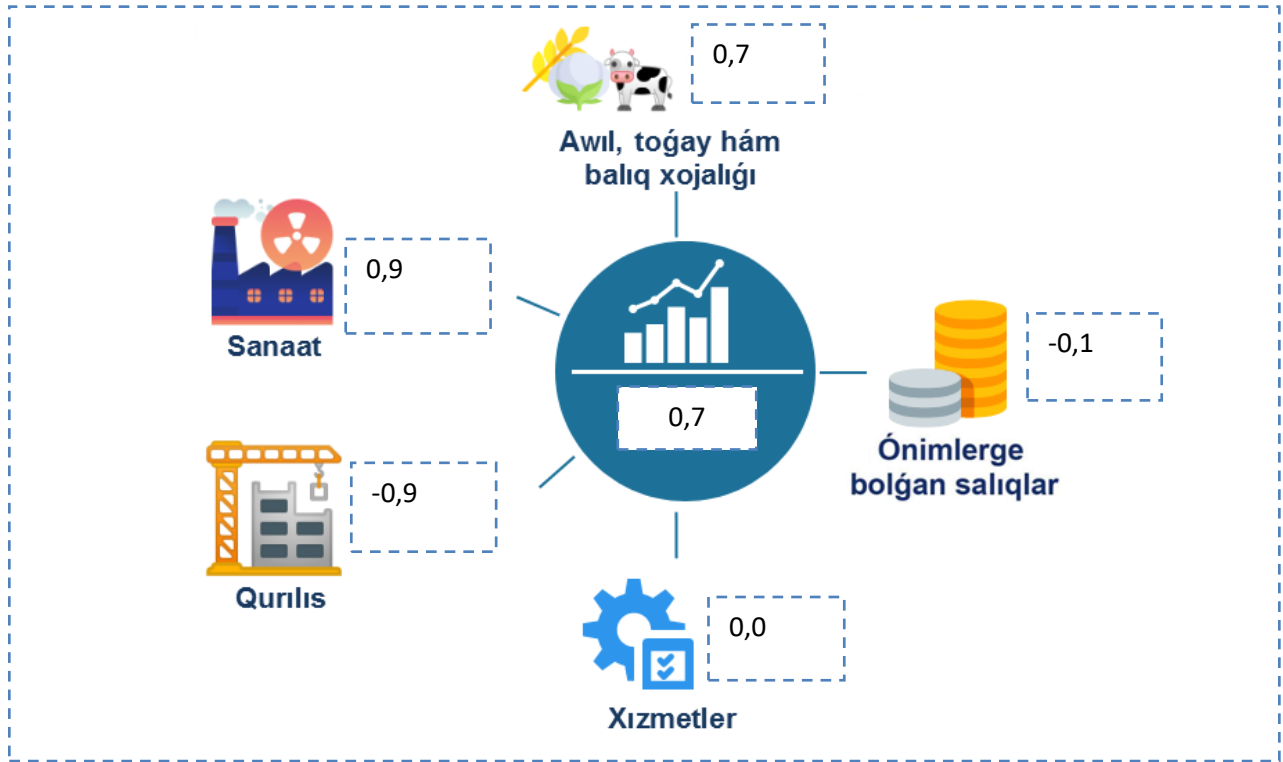 0,7
Awıl, toǵay hám
balıq xojalıǵı
0,9
Sanaat
-0,1
Ónimlerge
bolǵan salıqlar
0,7
-0,9
Qurılıs
0,0
Xızmetler